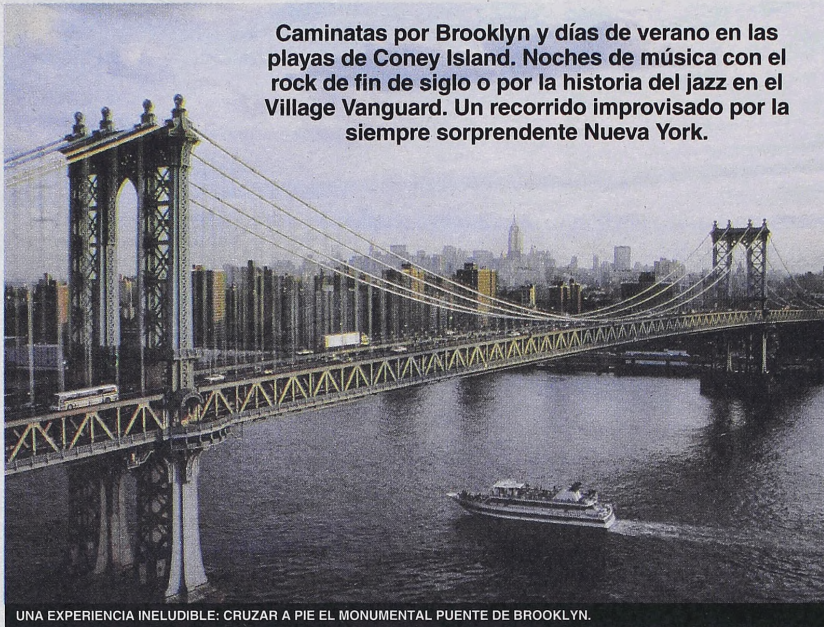 Caminatas por Brooklyn y días de verano en las
playas de Coney Island. Noches de música con el
rock de fin de siglo o por la historia del jazz en el
Village Vanguard. Un recorrido improvisado por la
siempre sorprendente Nueva York.
UNA EXPERIENCIA INELUDIBLE: CRUZAR A PIE EL MONUMENTAL PUENTE DE BROOKLYN.